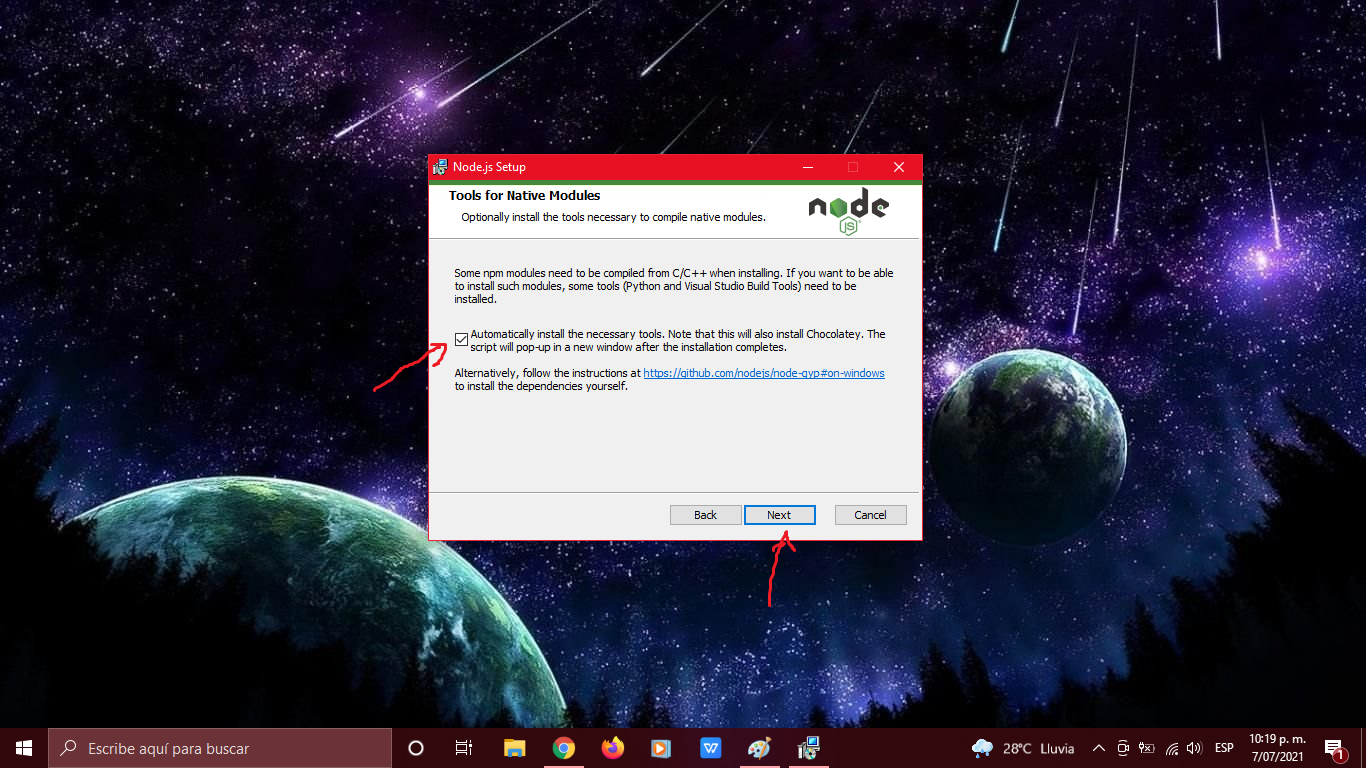 Node.js Setup
Tools for Native Modules
Optionally install the tools necessary to compile native modules.
node
JS
Some npm modules need to be compiled from C/C++ when installing. If you want to be able
to install such modules, some tools (Python and Visual Studio Build Tools) need to be
installed.
Automatically install the necessary tools. Note that this will also install Chocolatey. The
script will pop-up in a new window after the installation completes.
Alternatively, follow the instructions at https://github.com/nodejs/node-gyp#on-windows
to install the dependencies yourself.
Back
Next
Cancel
Escribe aquí para buscar
28°C Lluvia
ESP
10:19 p. m.
7/07/2021
1